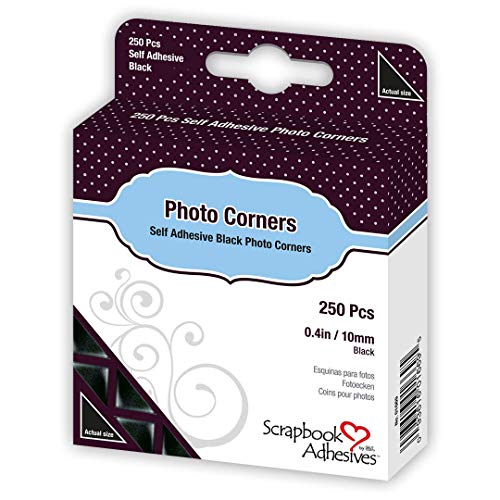 250 Pcs
Self Adhesive
Black
Actual size
250 Pcs Self Adhesive Photo Corners
Photo Corners
Self Adhesive Black Photo Corners
250 Pcs
0.4in / 10mm
Black
Esquinas para fotos
Fotoecken
Coins pour photos
Actual size
Scrapbook
Adhesives
by